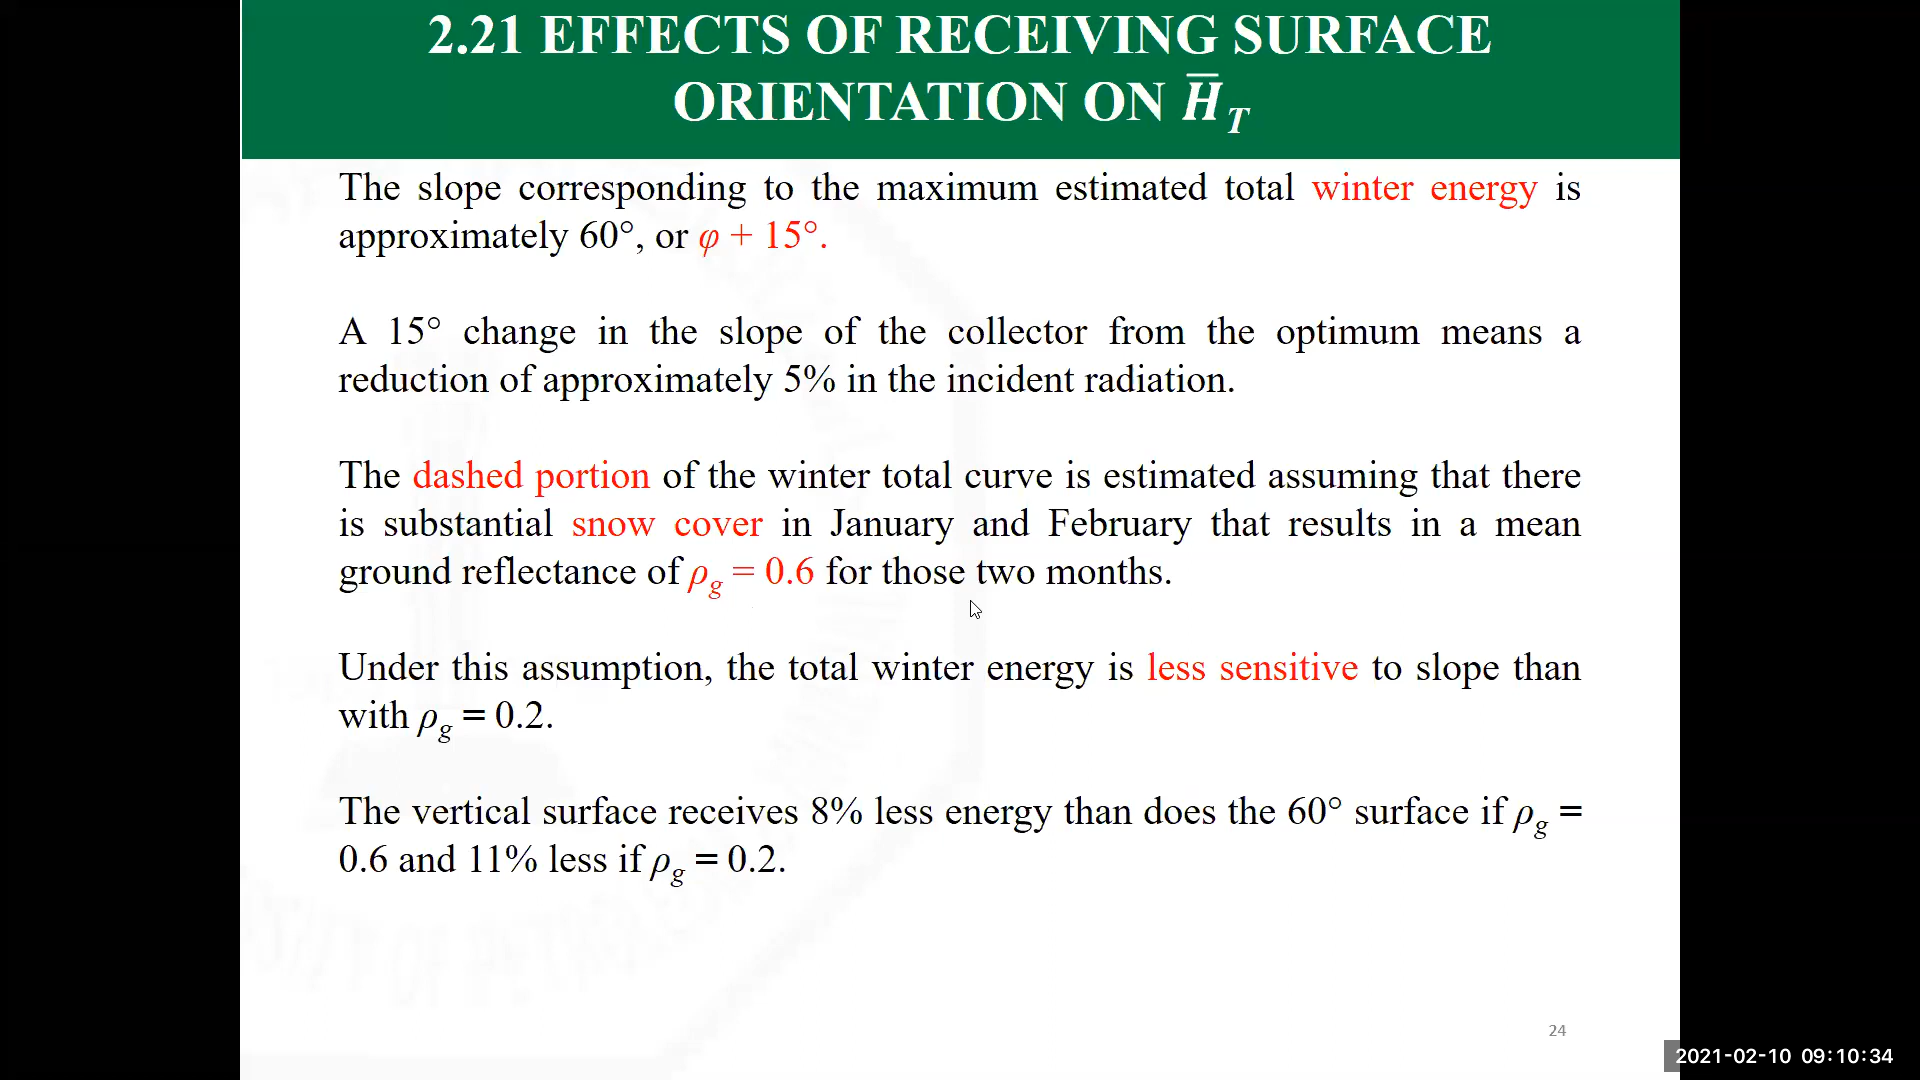 2.21 EFFECTS OF RECEIVING SURFACE
ORIENTATION ON H̅_T
The slope corresponding to the maximum estimated total winter energy is
approximately 60°, or φ + 15°.
A 15° change in the slope of the collector from the optimum means a
reduction of approximately 5% in the incident radiation.
The dashed portion of the winter total curve is estimated assuming that there
is substantial snow cover in January and February that results in a mean
ground reflectance of ρ_g = 0.6 for those two months.
Under this assumption, the total winter energy is less sensitive to slope than
with ρ_g = 0.2.
The vertical surface receives 8% less energy than does the 60° surface if ρ_g =
0.6 and 11% less if ρ_g = 0.2.
24
2021-02-10 09:10:34